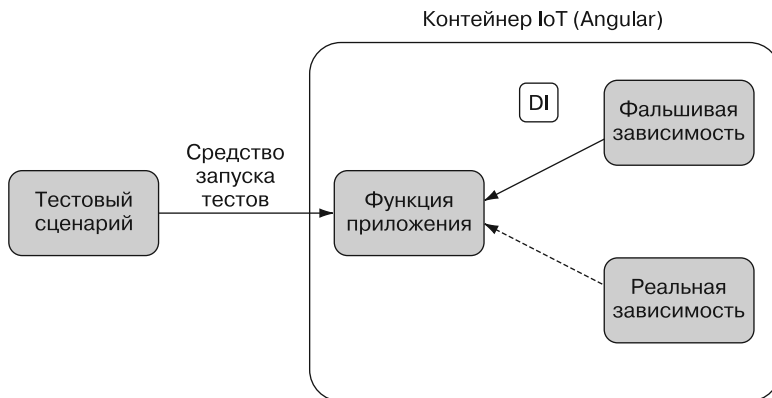 Контейнер IoT (Angular)
DI
Фальшивая
зависимость
Средство
запуска
тестов
Тестовый
сценарий
Функция
приложения
Реальная
зависимость